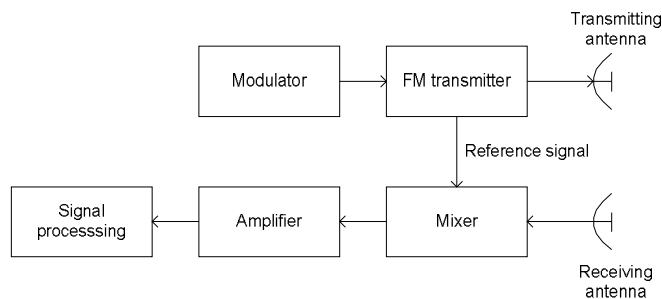 Transmitting
antenna
Modulator
FM transmitter
Reference signal
Signal
processsing
Amplifier
Mixer
Receiving
antenna